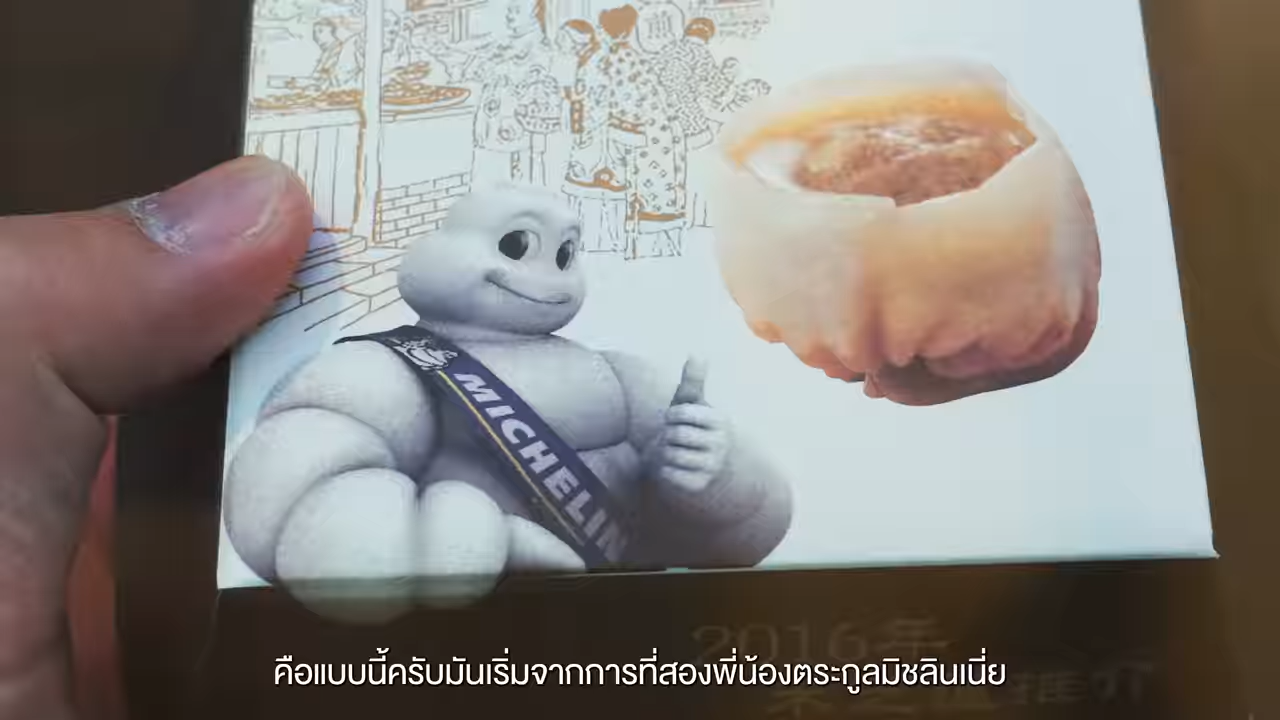 MICHELIN
2016年
คือแบบนี้ครับมันเริ่มจากการที่สองพี่น้องตระกูลมิชลินเนี่ย